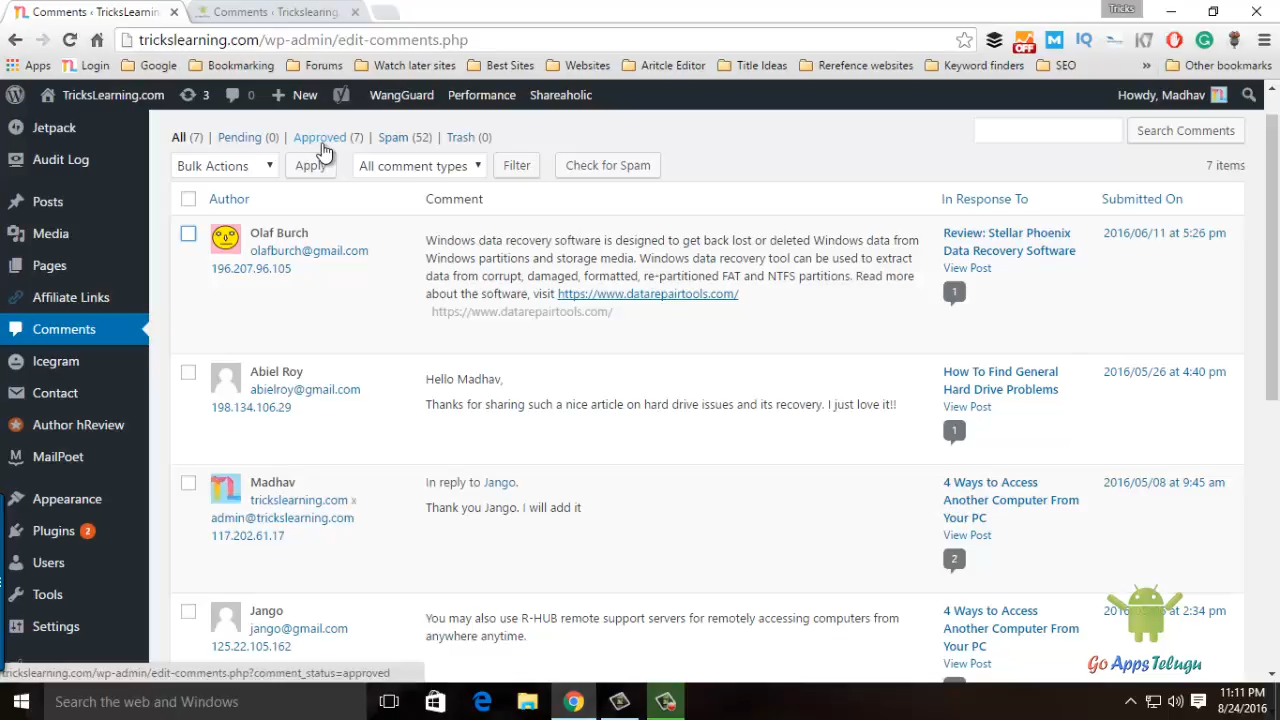 Comments ‹ TricksLearnin
Comments ‹ Trickslearning
Tricks
trickslearning.com/wp-admin/edit-comments.php
OFF
M
IQ
K7
Apps
Login
Google
Bookmarking
Forums
Watch later sites
Best Sites
Websites
Aritcle Editor
Title Ideas
Rerefence websites
Keyword finders
SEO
»
Other bookmarks
TricksLearning.com
3
0
New
WangGuard
Performance
Shareaholic
Howdy, Madhav
Jetpack
Audit Log
Posts
Media
Pages
Affiliate Links
Comments
Icegram
Contact
Author hReview
MailPoet
Appearance
Plugins 2
Users
Tools
Settings
All (7) | Pending (0) | Approved (7) | Spam (52) | Trash (0)
Search Comments
Bulk Actions
Apply
All comment types
Filter
Check for Spam
7 items
Author
Comment
In Response To
Submitted On
Olaf Burch
olafburch@gmail.com
196.207.96.105
Windows data recovery software is designed to get back lost or deleted Windows data from
Windows partitions and storage media. Windows data recovery tool can be used to extract
data from corrupt, damaged, formatted, re-partitioned FAT and NTFS partitions. Read more
about the software, visit https://www.datarepairtools.com/
https://www.datarepairtools.com/
Review: Stellar Phoenix
Data Recovery Software
View Post
1
2016/06/11 at 5:26 pm
Abiel Roy
abielroy@gmail.com
198.134.106.29
Hello Madhav,
Thanks for sharing such a nice article on hard drive issues and its recovery. I just love it!!
How To Find General
Hard Drive Problems
View Post
1
2016/05/26 at 4:40 pm
Madhav
trickslearning.com x
admin@trickslearning.com
117.202.61.17
In reply to Jango.
Thank you Jango. I will add it
4 Ways to Access
Another Computer From
Your PC
View Post
2
2016/05/08 at 9:45 am
Jango
jango@gmail.com
125.22.105.162
You may also use R-HUB remote support servers for remotely accessing computers from
anywhere anytime.
4 Ways to Access
Another Computer From
Your PC
View Post
at 2:34 pm
Go Apps Telugu
trickslearning.com/wp-admin/edit-comments.php?comment_status=approved
Search the web and Windows
11:11 PM
8/24/2016